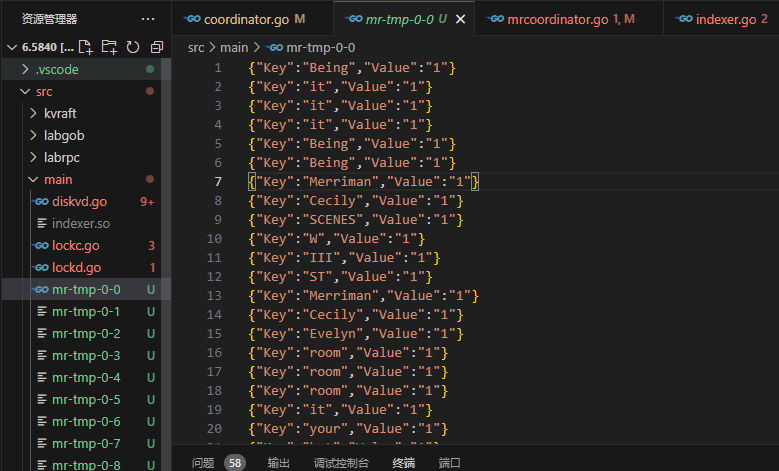 资源管理器
coordinator.go M
mr-tmp-0-0 U
mrcoordinator.go 1, M
indexer.go 2
6.5840 [...
src > main > mr-tmp-0-0
.vscode
src
kvraft
labgob
labrpc
main
diskvd.go 9+
indexer.so
lockc.go 3
lockd.go 1
mr-tmp-0-0 U
mr-tmp-0-1 U
mr-tmp-0-2 U
mr-tmp-0-3 U
mr-tmp-0-4 U
mr-tmp-0-5 U
mr-tmp-0-6 U
mr-tmp-0-7 U
mr-tmp-0-8 U
1 {"Key":"Being","Value":"1"}
2 {"Key":"it","Value":"1"}
3 {"Key":"it","Value":"1"}
4 {"Key":"it","Value":"1"}
5 {"Key":"Being","Value":"1"}
6 {"Key":"Being","Value":"1"}
7 {"Key":"Merriman","Value":"1"}
8 {"Key":"Cecily","Value":"1"}
9 {"Key":"SCENES","Value":"1"}
10 {"Key":"W","Value":"1"}
11 {"Key":"III","Value":"1"}
12 {"Key":"ST","Value":"1"}
13 {"Key":"Merriman","Value":"1"}
14 {"Key":"Cecily","Value":"1"}
15 {"Key":"Evelyn","Value":"1"}
16 {"Key":"room","Value":"1"}
17 {"Key":"room","Value":"1"}
18 {"Key":"room","Value":"1"}
19 {"Key":"it","Value":"1"}
20 {"Key":"your","Value":"1"}
问题 58 输出 调试控制台 终端 端口